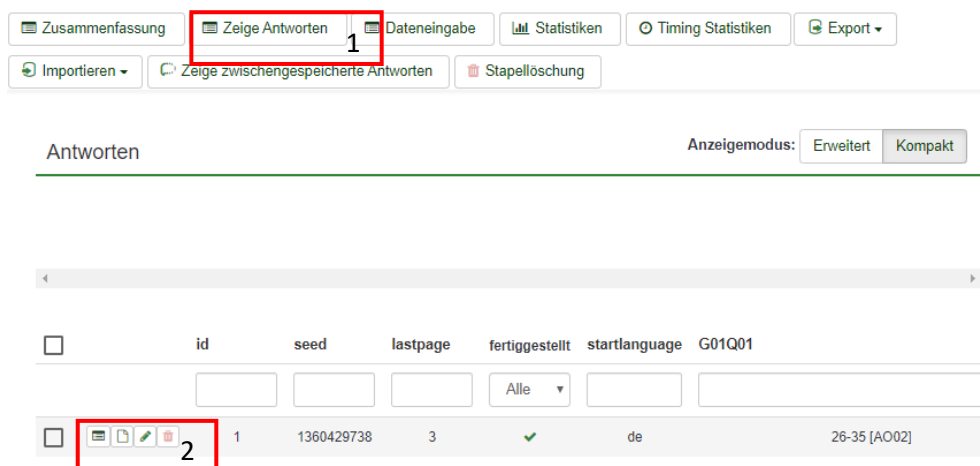 Zusammenfassung Zeige Antworten 1 Dateneingabe Statistiken Timing Statistiken Export
Importieren Zeige zwischengespeicherte Antworten Stapellöschung
Antworten Anzeigemodus: Erweitert Kompakt
id seed lastpage fertiggestellt startlanguage G01Q01
Alle
2 1 1360429738 3 de 26-35 [AO02]